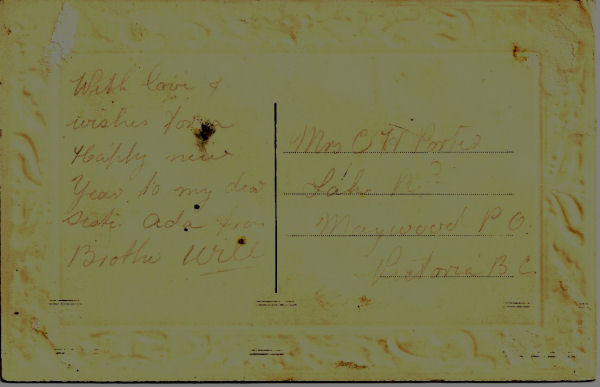 With love &
wishes for a
Happy new
Year to my dear
Sister Ada from
Brother Will
Mrs C W Porter
Lake Rd
Maywood P.O.
Victoria B.C.